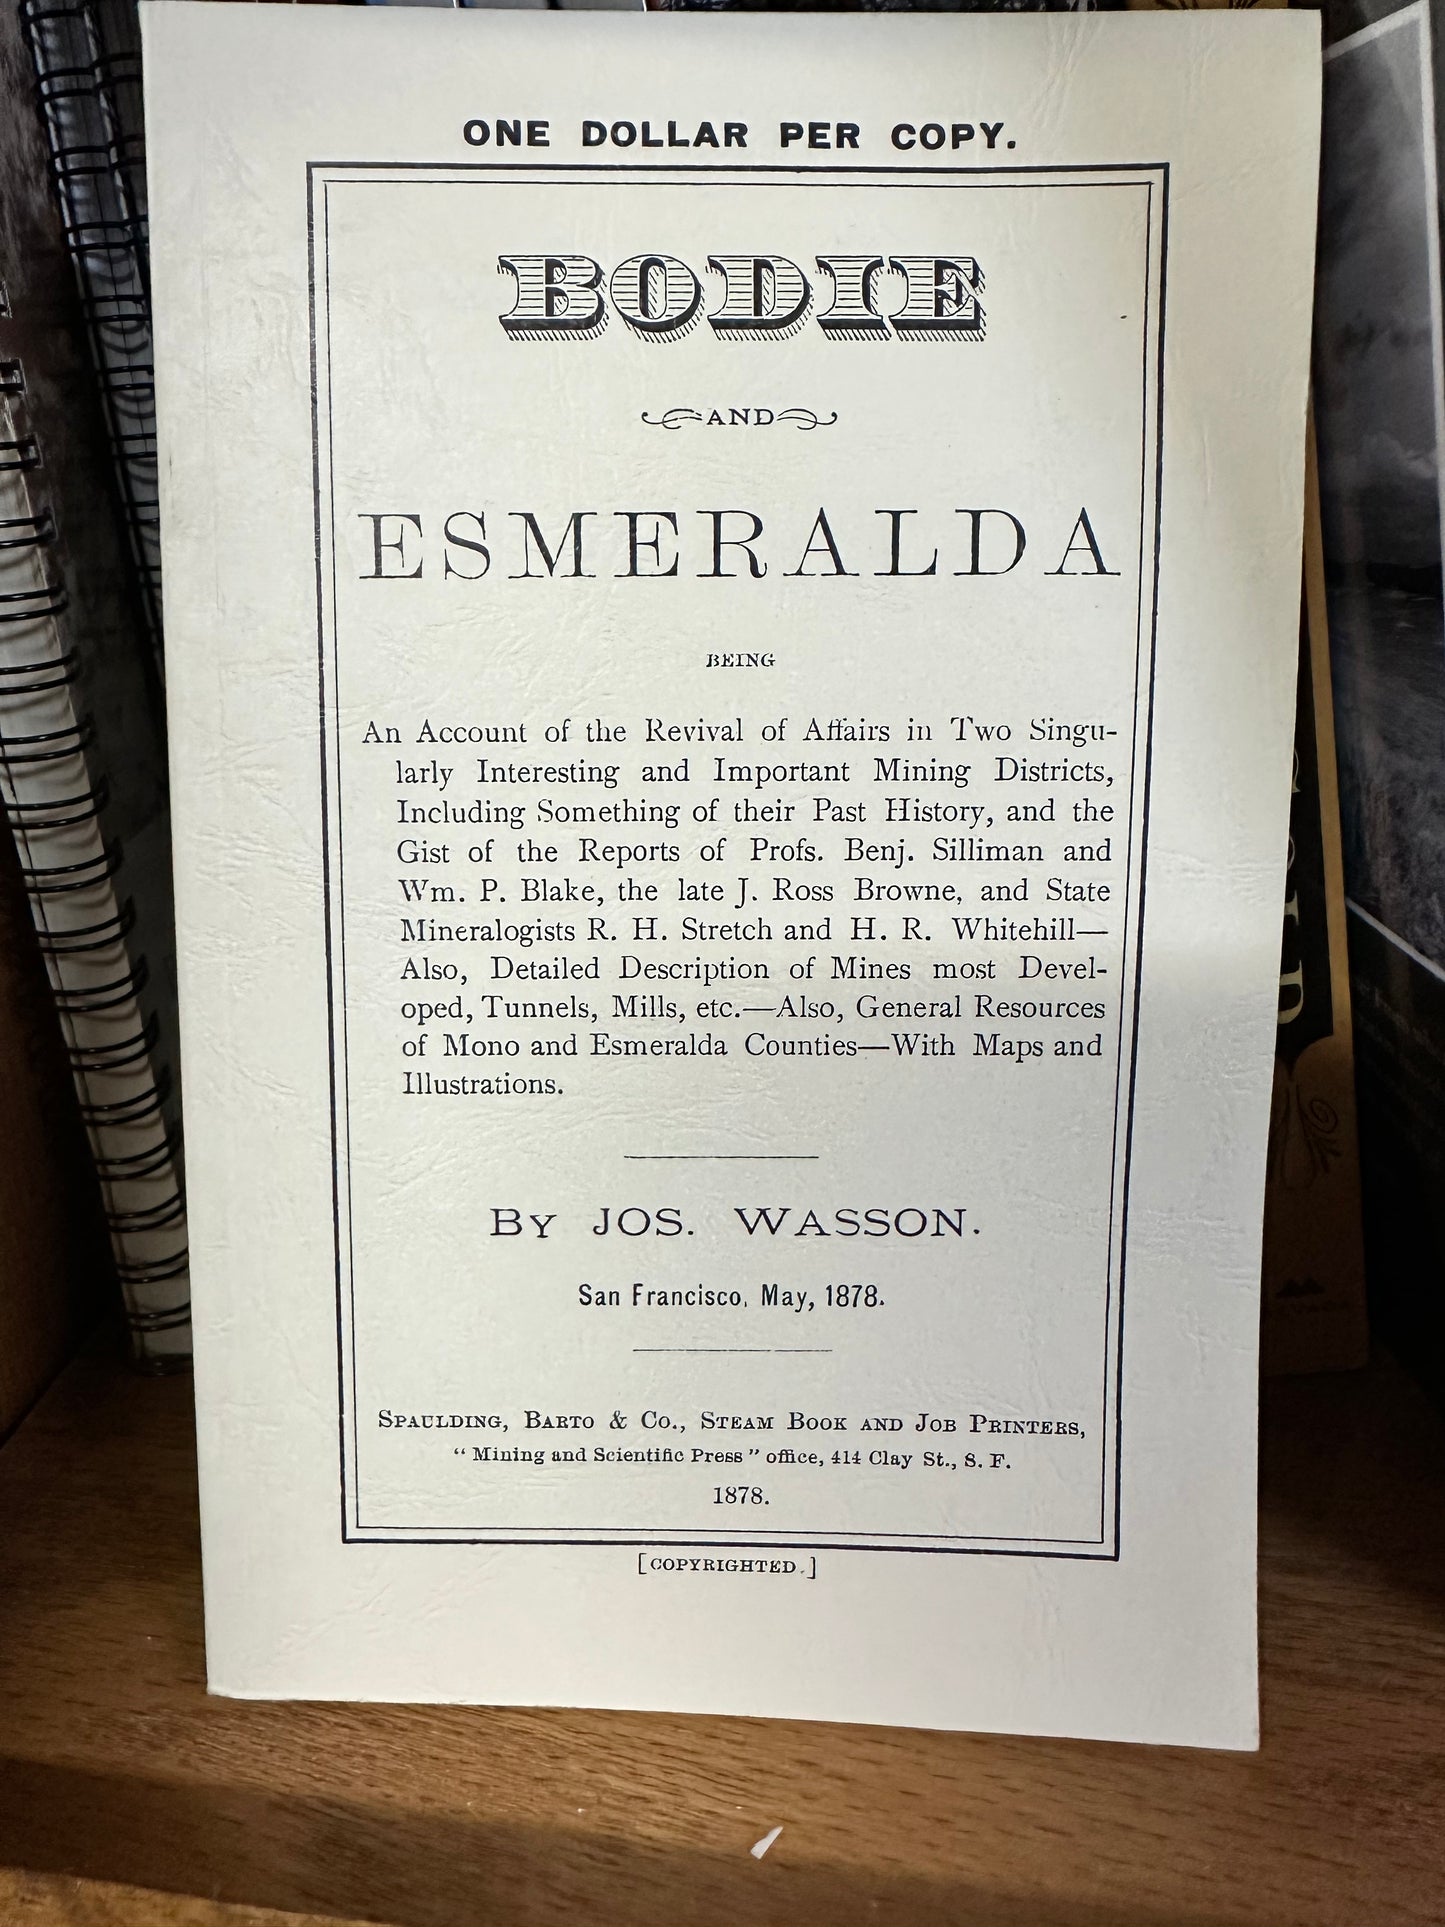 ONE DOLLAR PER COPY.
BODIE
AND
ESMERALDA
BEING
An Account of the Revival of Affairs in Two Singu-
larly Interesting and Important Mining Districts,
Including Something of their Past History, and the
Gist of the Reports of Profs. Benj. Silliman and
Wm. P. Blake, the late J. Ross Browne, and State
Mineralogists R. H. Stretch and H. R. Whitehill—
Also, Detailed Description of Mines most Devel-
oped, Tunnels, Mills, etc.—Also, General Resources
of Mono and Esmeralda Counties—With Maps and
Illustrations.
BY JOS. WASSON.
San Francisco, May, 1878.
SPAULDING, BARTO & CO., STEAM BOOK AND JOB PRINTERS,
“ Mining and Scientific Press ” office, 414 Clay St., S. F.
1878.
[COPYRIGHTED.]